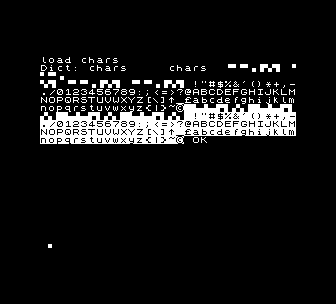 load chars
Dict: chars chars
!"#$%&'()*+,-
./0123456789:;<=>?@ABCDEFGHIJKLM
NOPQRSTUVWXYZ[\]↑_£abcdefghijklm
nopqrstuvwxyz{|}~©
!"#$%&'()*+,-
./0123456789:;<=>?@ABCDEFGHIJKLM
NOPQRSTUVWXYZ[\]↑_£abcdefghijklm
nopqrstuvwxyz{|}~© OK